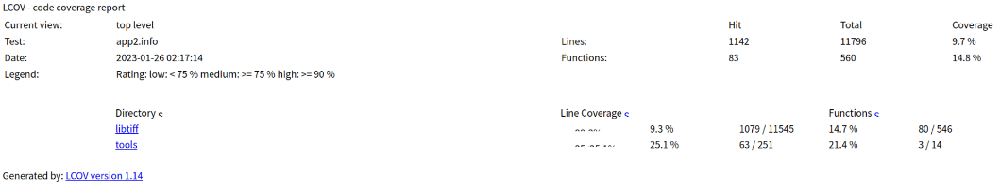 LCOV - code coverage report
Current view: top level Hit Total Coverage
Test: app2.info Lines: 1142 11796 9.7 %
Date: 2023-01-26 02:17:14 Functions: 83 560 14.8 %
Legend: Rating: low: < 75 % medium: >= 75 % high: >= 90 %
Directory Line Coverage Functions
libtiff 9.3 % 1079 / 11545 14.7 % 80 / 546
tools 25.1 % 63 / 251 21.4 % 3 / 14
Generated by: LCOV version 1.14